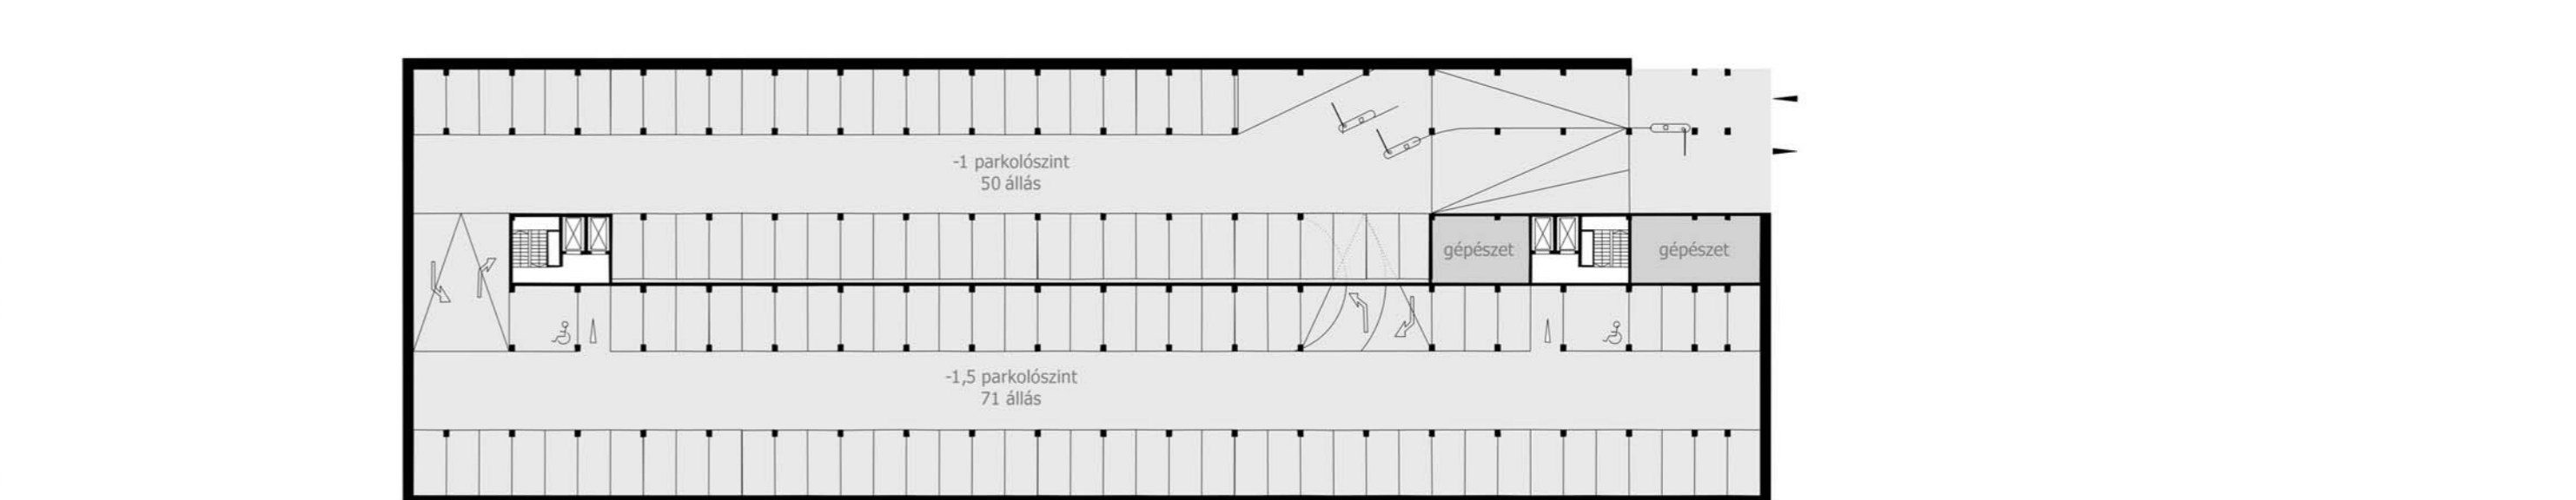 -1 parkolószint
50 állás
gépészet
gépészet
-1,5 parkolószint
71 állás